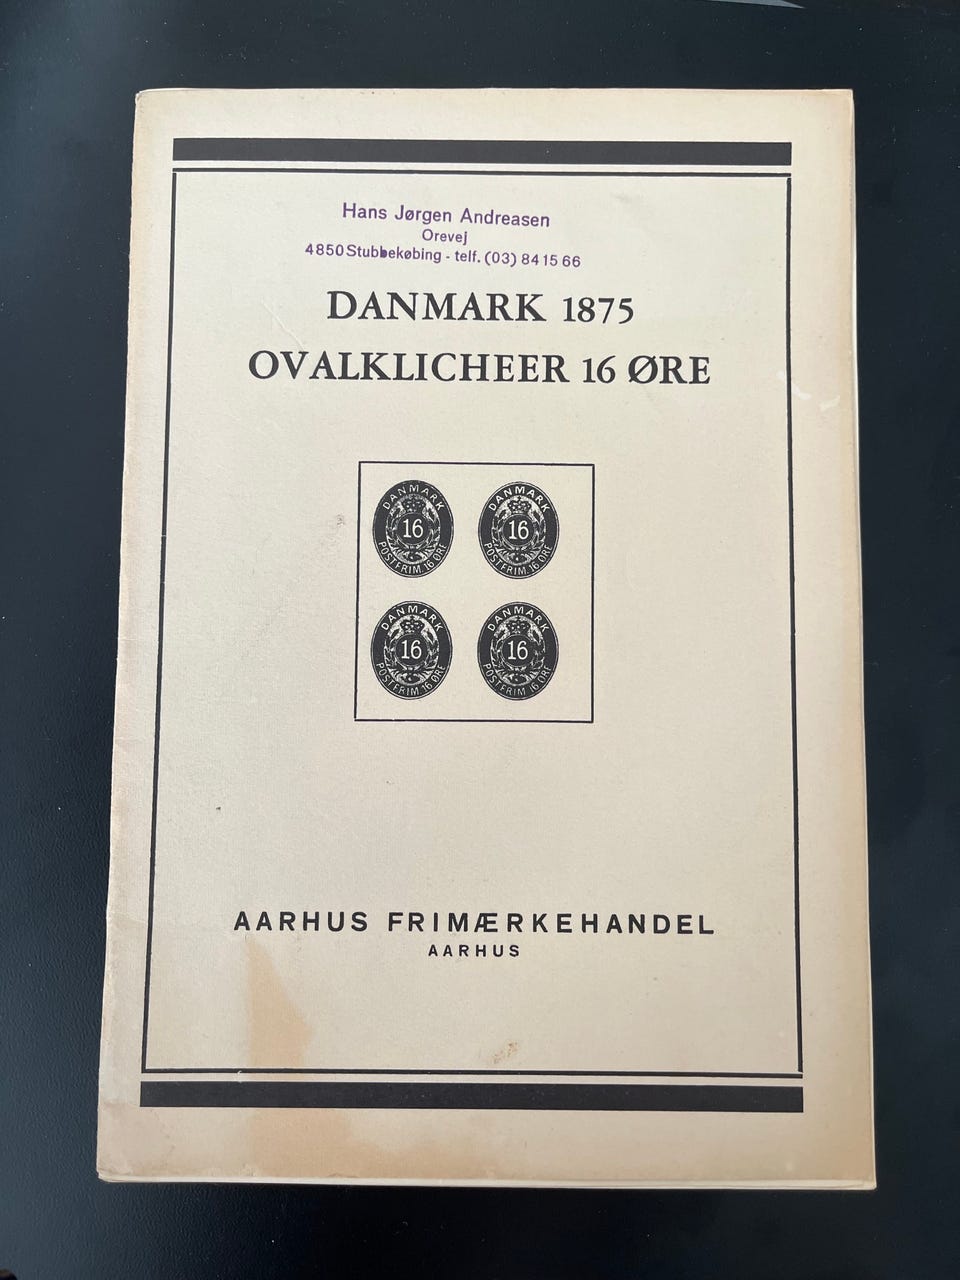 Hans Jørgen Andreasen
Orevej
4850 Stubbekøbing - telf. (03) 84 15 66
DANMARK 1875
OVALKLICHEER 16 ØRE
DANMARK
16
POSTFRIM. 16 ØRE
DANMARK
16
POSTFRIM. 16 ØRE
DANMARK
16
POSTFRIM. 16 ØRE
DANMARK
16
POSTFRIM. 16 ØRE
AARHUS FRIMÆRKEHANDEL
AARHUS